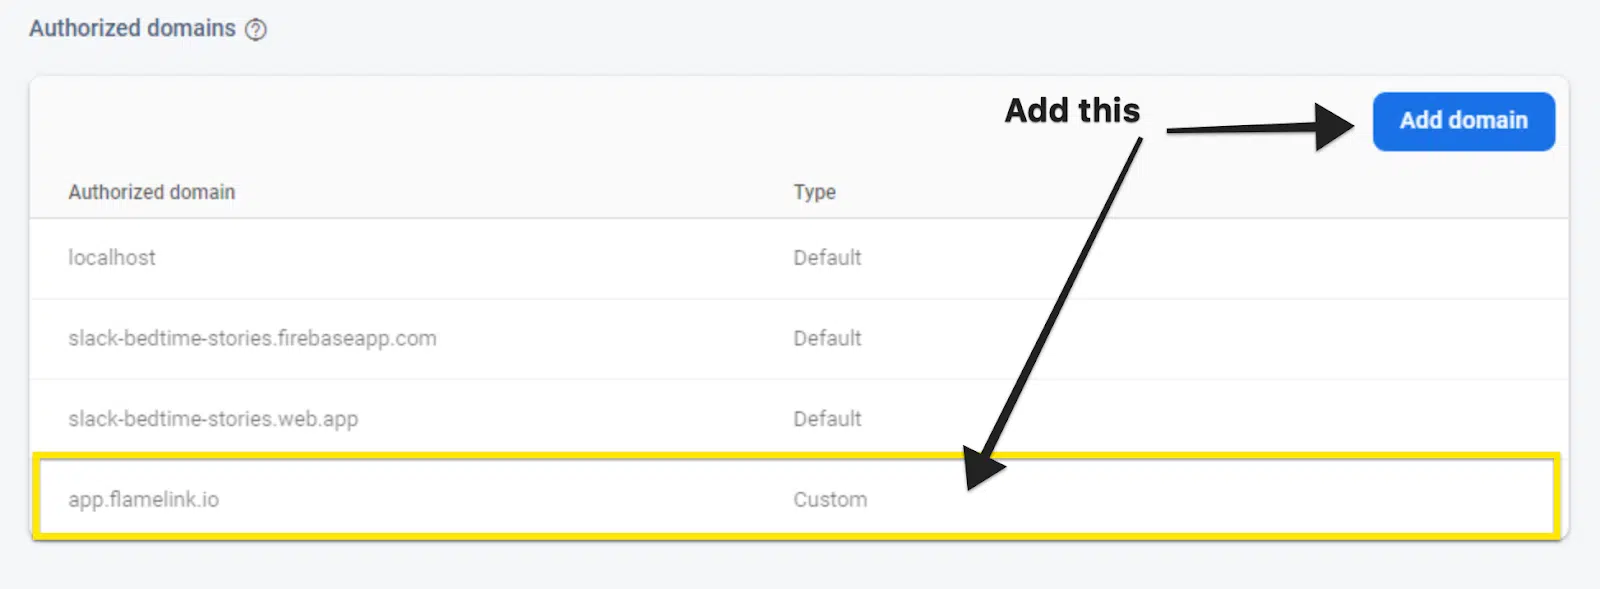 Authorized domains
Add this
Add domain
Authorized domain Type
localhost Default
slack-bedtime-stories.firebaseapp.com Default
slack-bedtime-stories.web.app Default
app.flamelink.io Custom